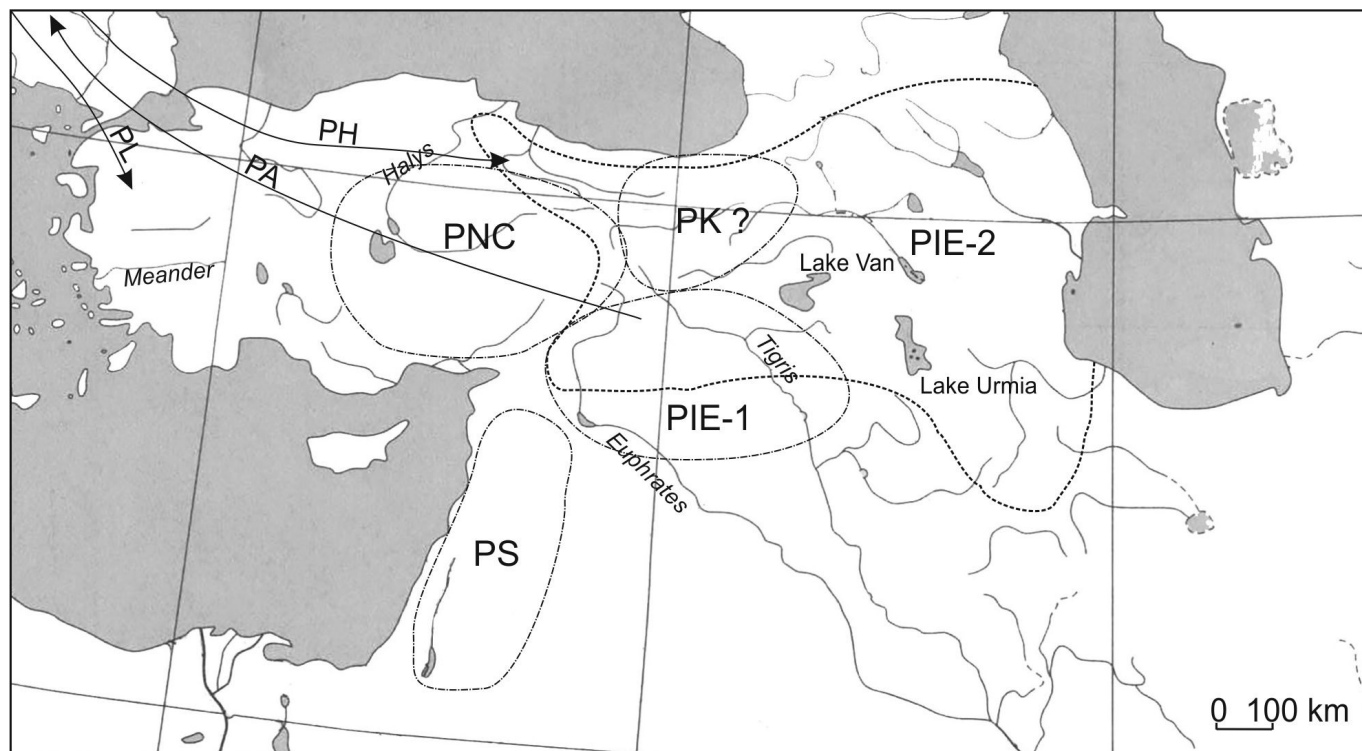 PL
PH
PA
Halys
PNC
PK ?
PIE-2
Lake Van
Meander
Tigris
Lake Urmia
PIE-1
Euphrates
PS
0 100 km